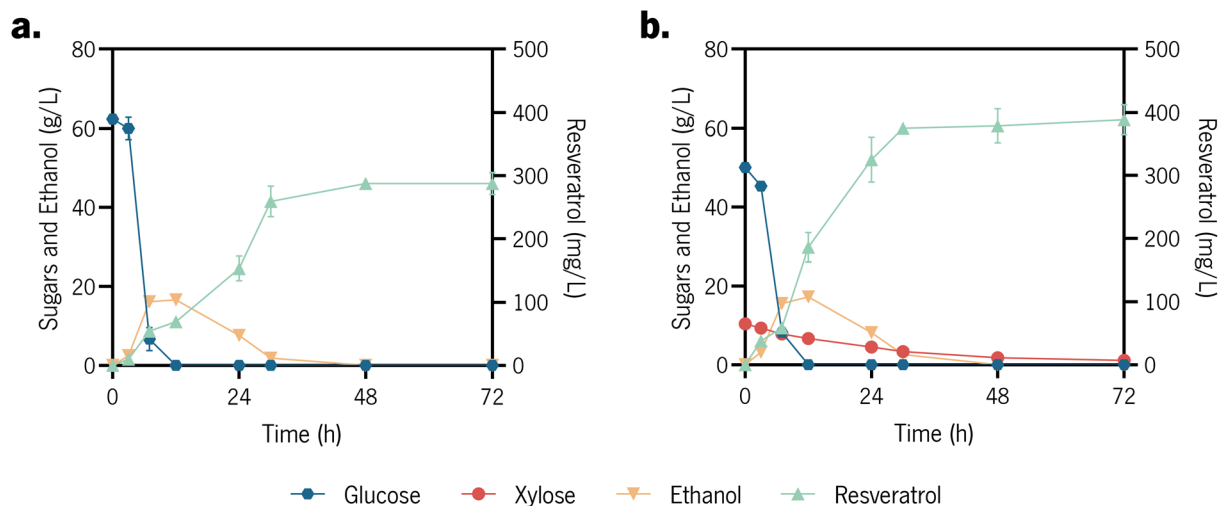 a.
80
60
40
20
0
Sugars and Ethanol (g/L)
500
400
300
200
100
0
Resveratrol (mg/L)
0 24 48 72
Time (h)
b.
80
60
40
20
0
Sugars and Ethanol (g/L)
500
400
300
200
100
0
Resveratrol (mg/L)
0 24 48 72
Time (h)
Glucose Xylose Ethanol Resveratrol